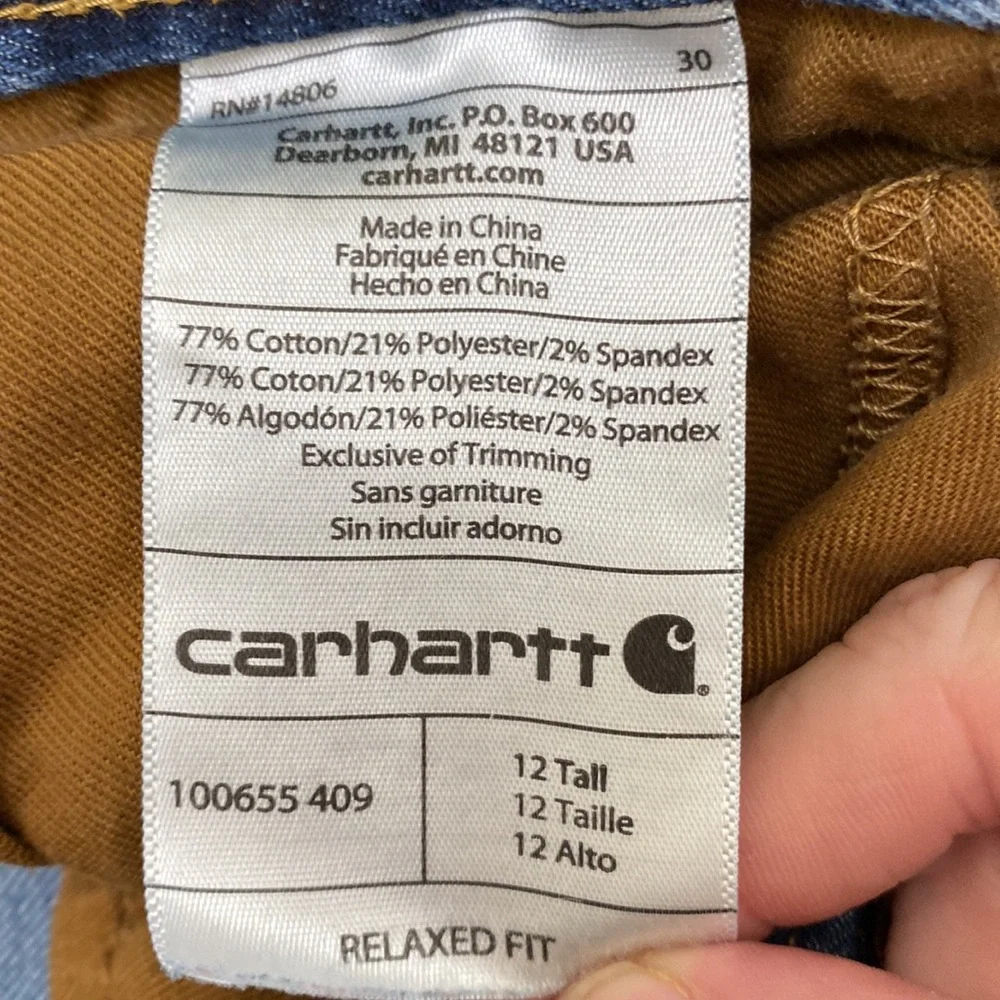 30
RN#14806
Carhartt, Inc. P.O. Box 600
Dearborn, MI 48121 USA
carhartt.com
Made in China
Fabriqué en Chine
Hecho en China
77% Cotton/21% Polyester/2% Spandex
77% Coton/21% Polyester/2% Spandex
77% Algodón/21% Poliéster/2% Spandex
Exclusive of Trimming
Sans garniture
Sin incluir adorno
carhartt®
100655 409
12 Tall
12 Taille
12 Alto
RELAXED FIT